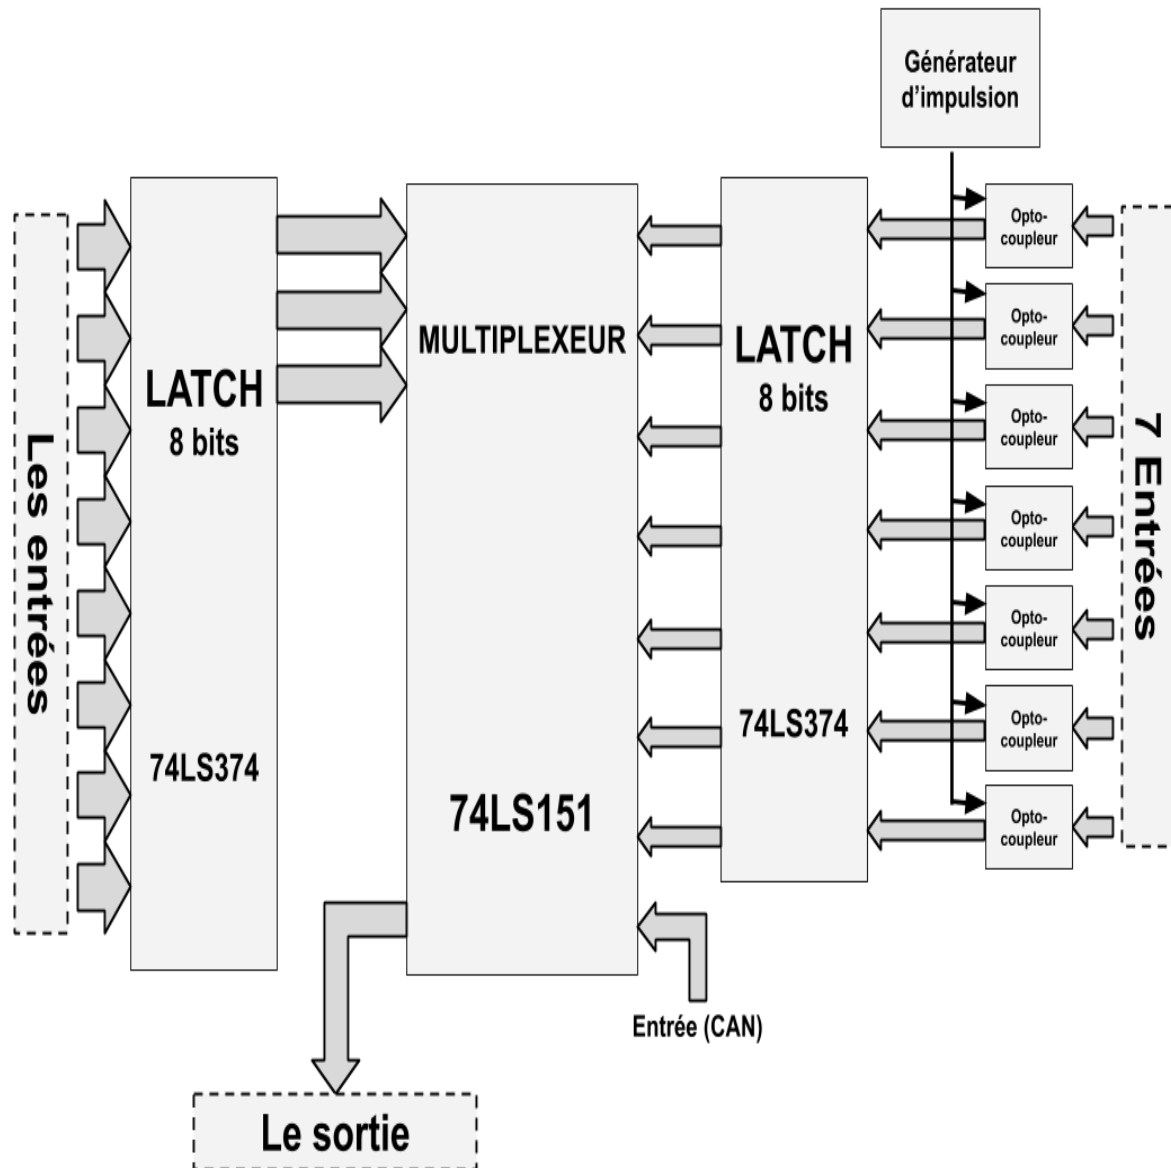 Générateur
d'impulsion
Les entrées
LATCH
8 bits
74LS374
MULTIPLEXEUR
74LS151
LATCH
8 bits
74LS374
Opto-
coupleur
Opto-
coupleur
Opto-
coupleur
Opto-
coupleur
Opto-
coupleur
Opto-
coupleur
Opto-
coupleur
7 Entrées
Entrée (CAN)
Le sortie